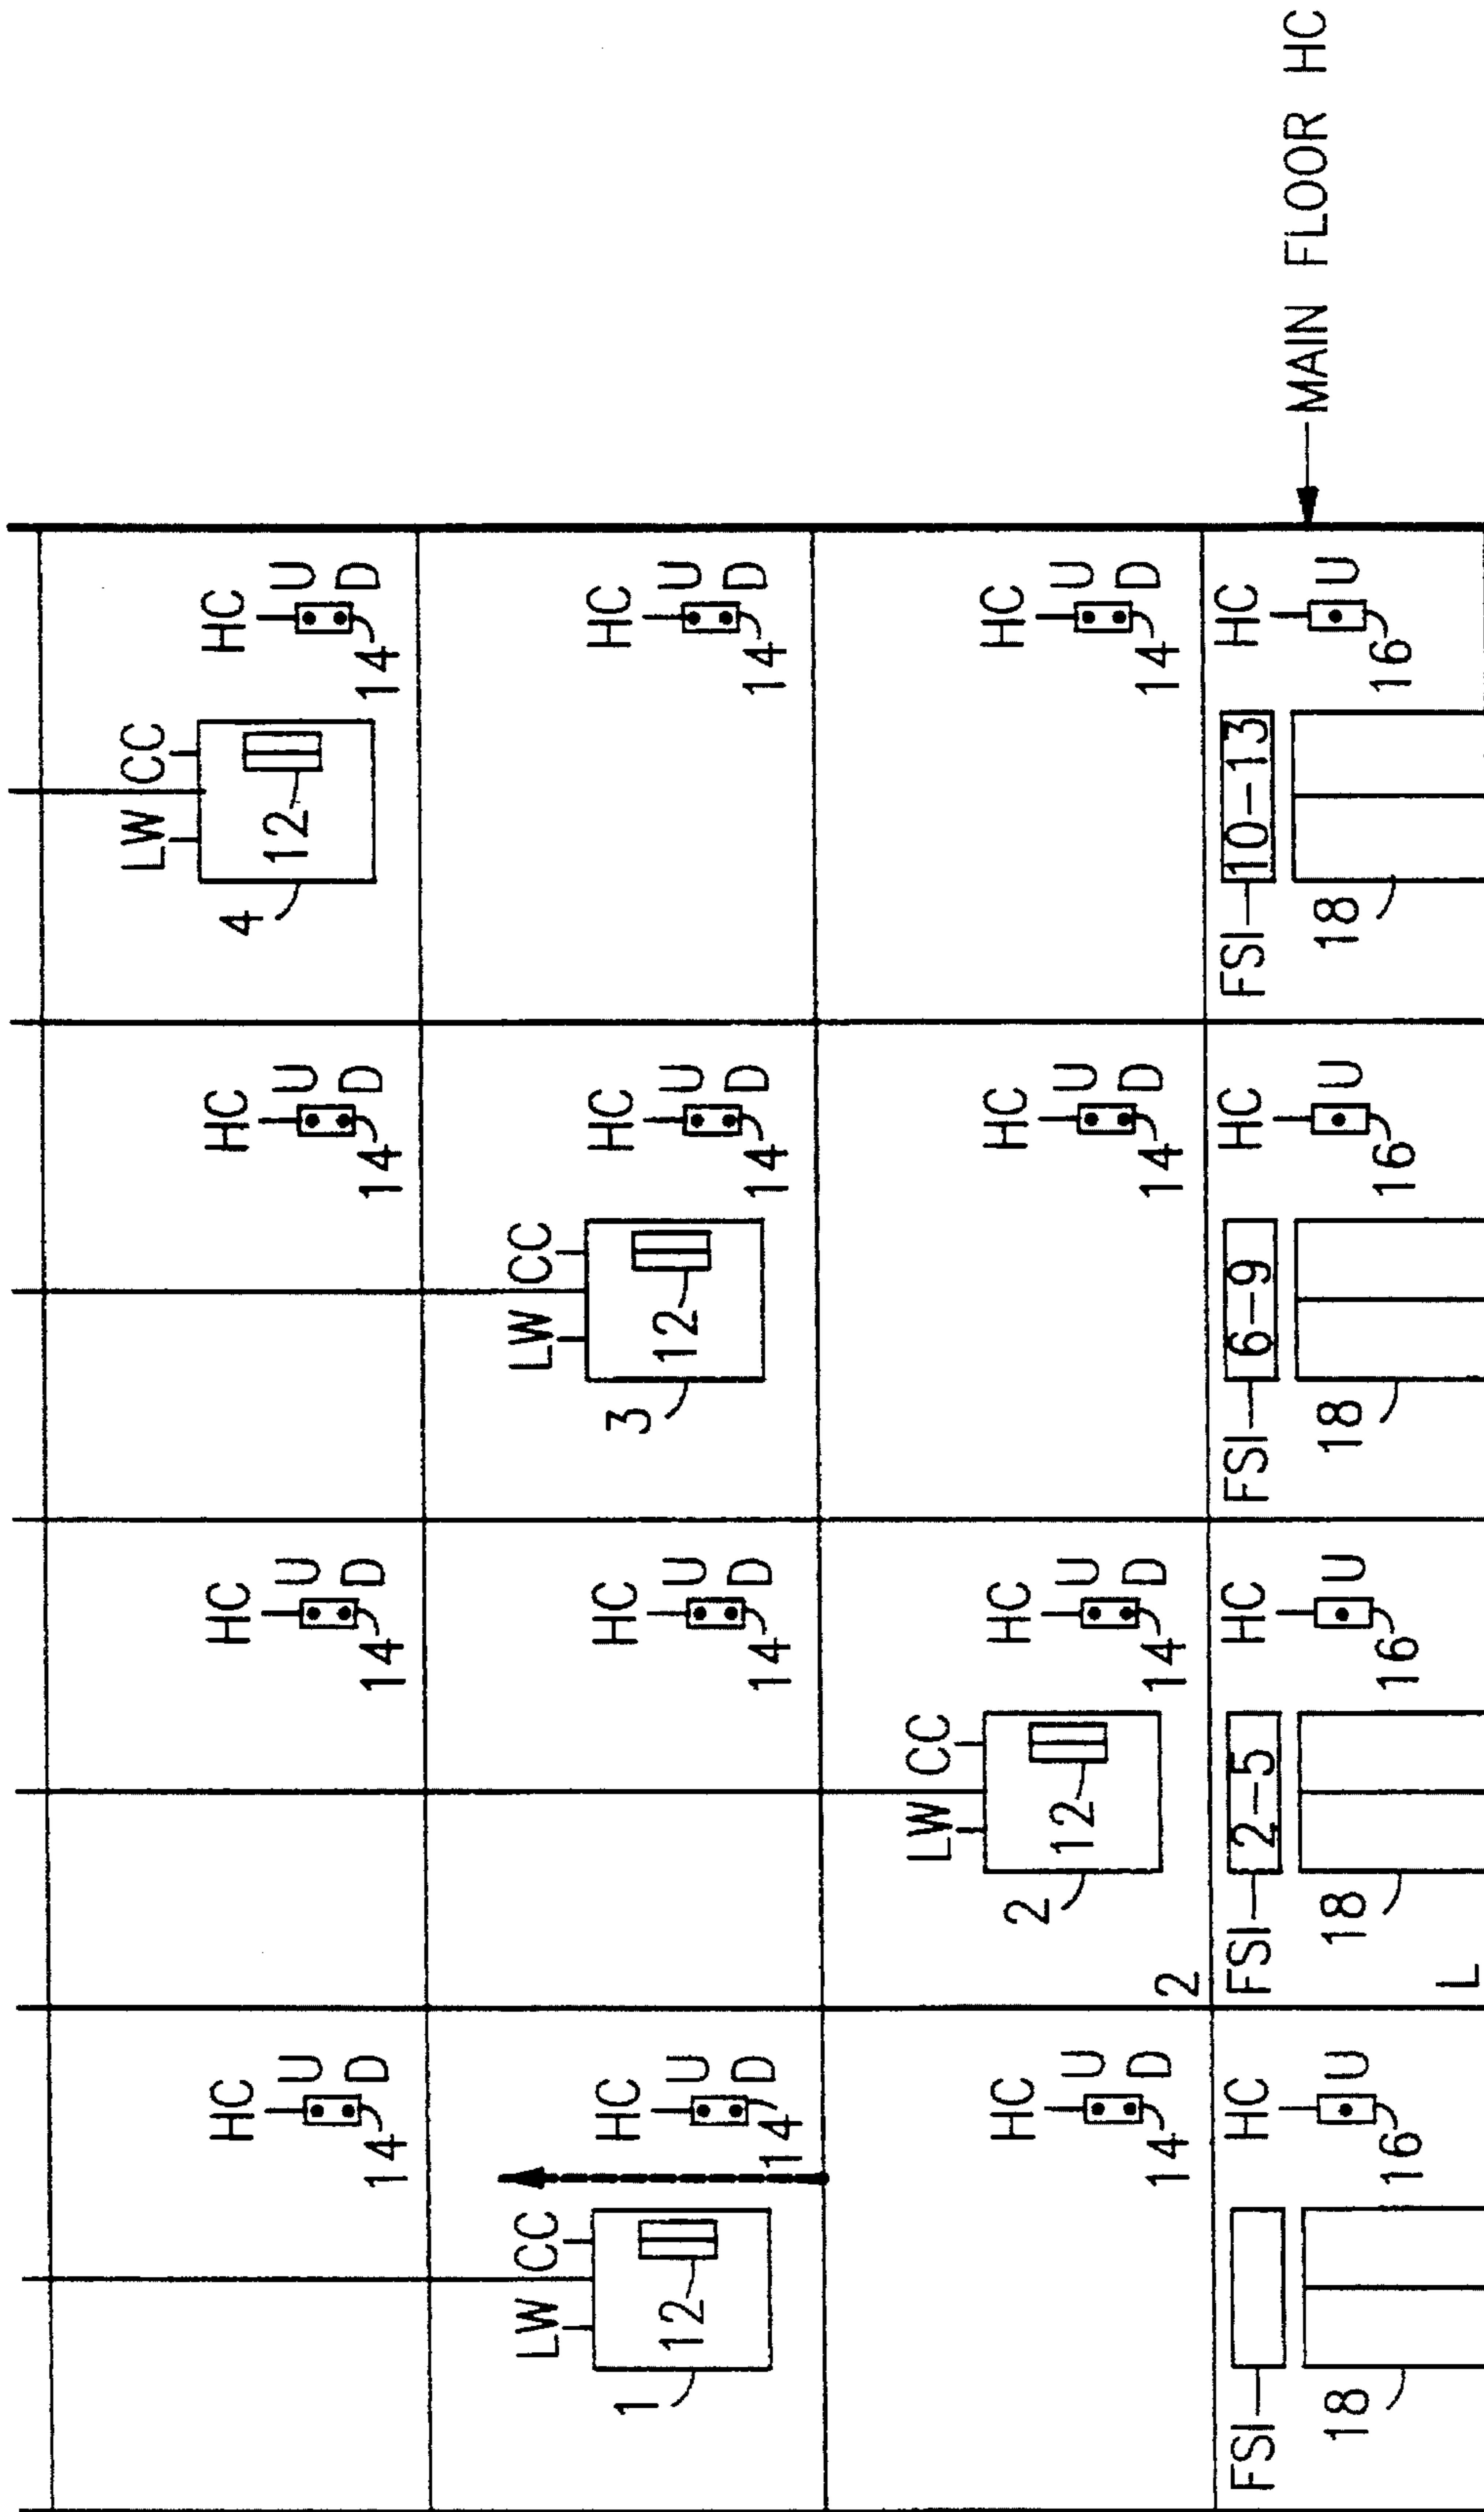 LW CC
HC HC HC 4 HC
U U U 12 U
D D D D
14 14 14 14
LW CC LW CC
1 HC HC 3 HC HC
12 U U 12 U U
D D D D
14 14 14 14
LW CC
HC 2 HC HC HC
U 12 U U U
D D D D
14 14 14 14
2
FSI HC FSI 2-5 HC FSI 6-9 HC FSI 10-13 HC
MAIN FLOOR HC
18 U 18 U 18 U 18 U
16 16 16 16
L